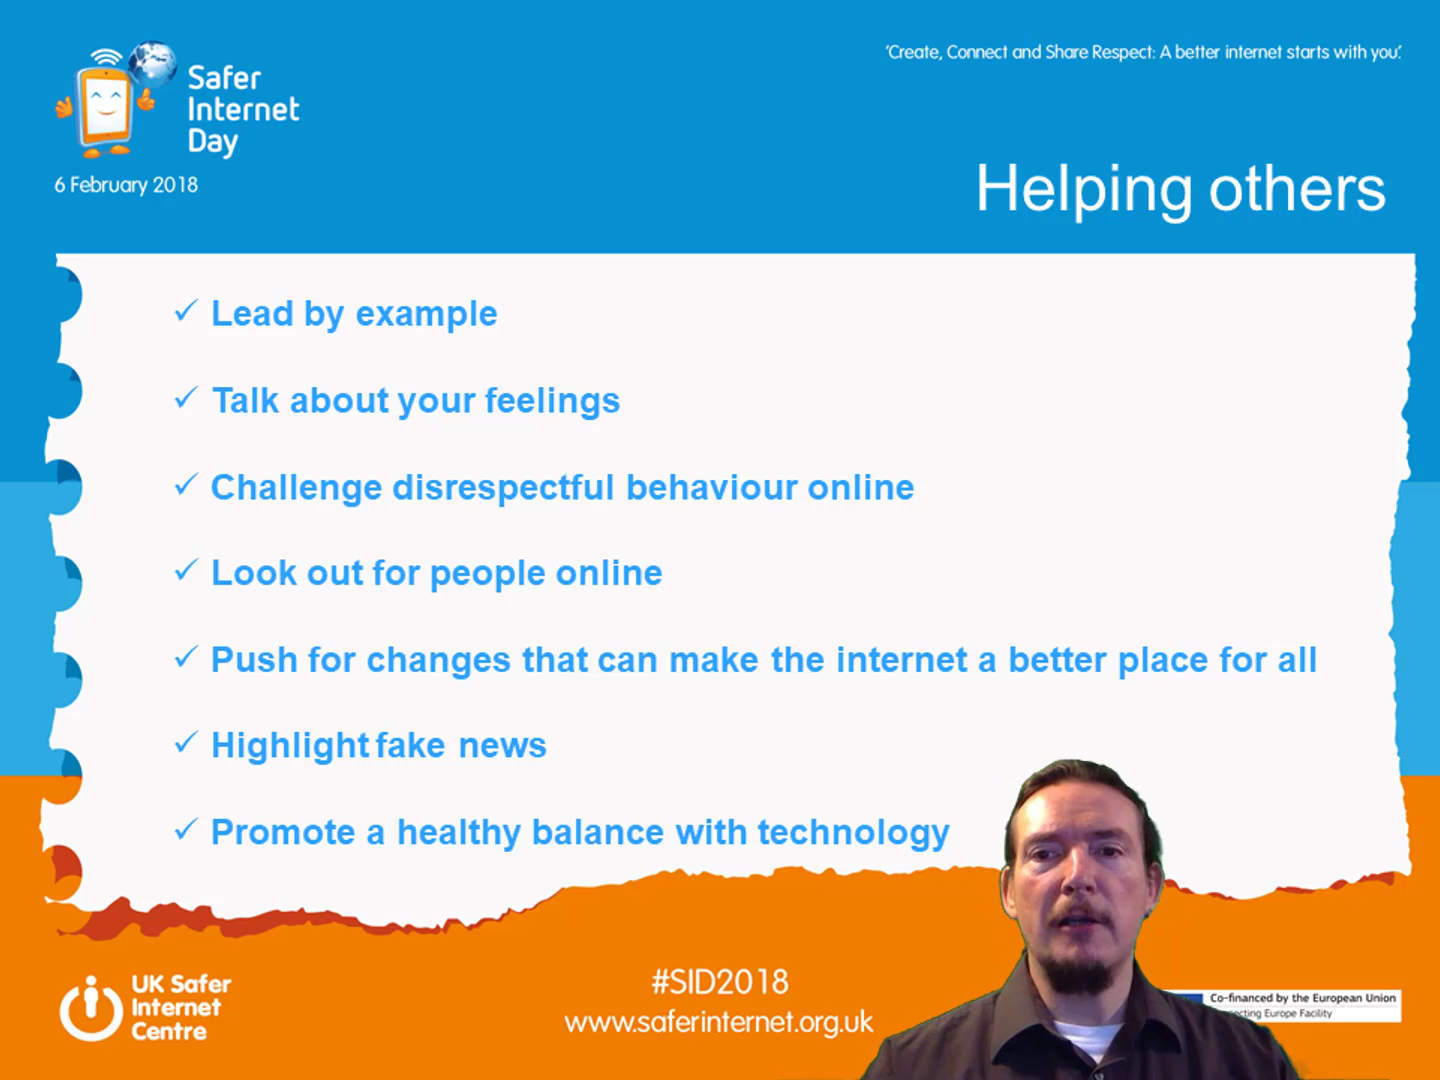 Safer
Internet
Day
6 February 2018
'Create, Connect and Share Respect: A better internet starts with you'.
Helping others
✓ Lead by example
✓ Talk about your feelings
✓ Challenge disrespectful behaviour online
✓ Look out for people online
✓ Push for changes that can make the internet a better place for all
✓ Highlight fake news
✓ Promote a healthy balance with technology
UK Safer
Internet
Centre
#SID2018
www.saferinternet.org.uk
Co-financed by the European Union
Europe Facility